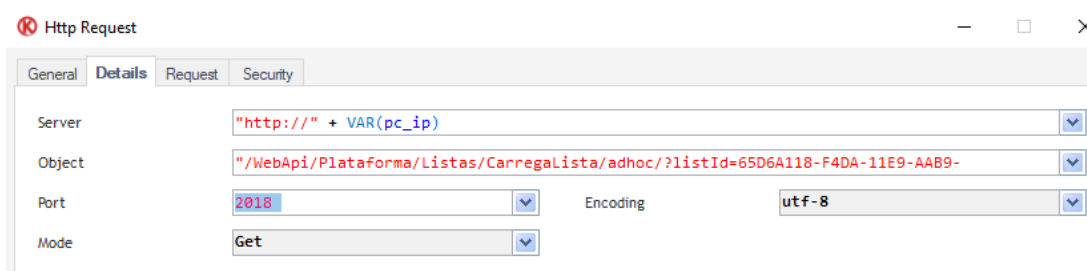 Http Request
General Details Request Security
Server "http://" + VAR(pc_ip)
Object "/WebApi/Plataforma/Listas/CarregaLista/adhoc/?listId=65D6A118-F4DA-11E9-AAB9-
Port 2018 Encoding utf-8
Mode Get